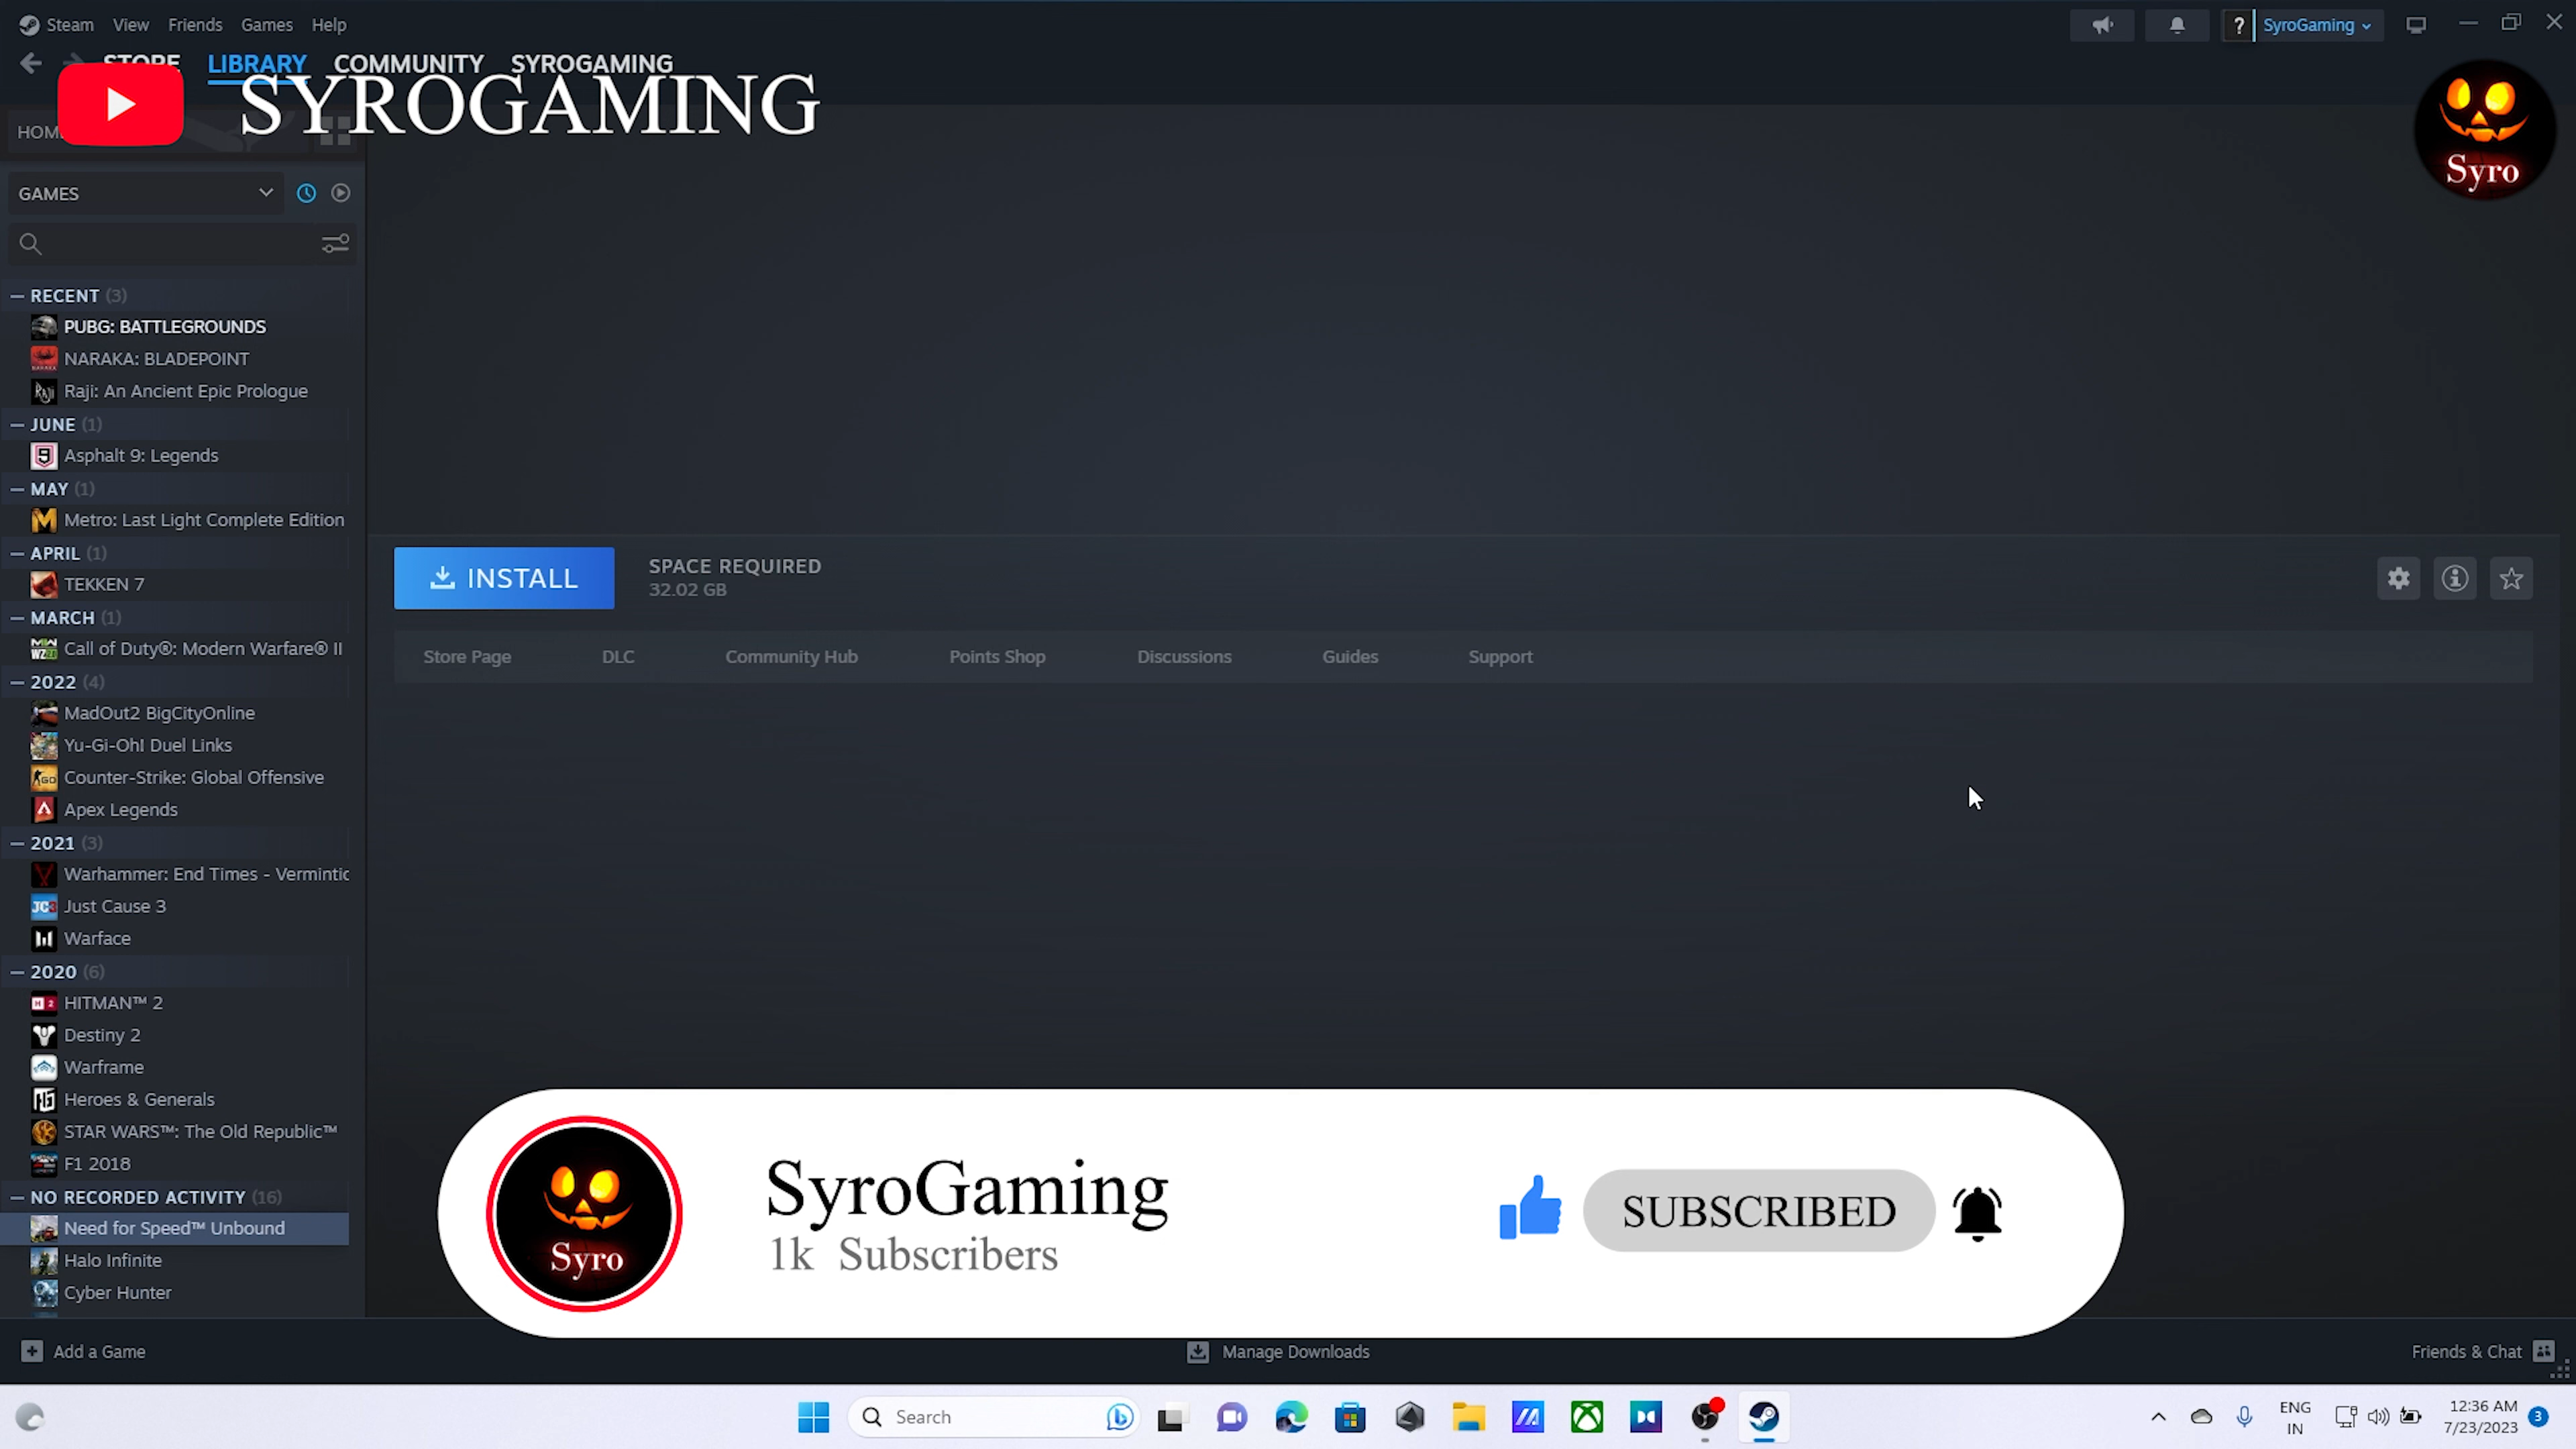 Steam View Friends Games Help
? SyroGaming
STORE LIBRARY COMMUNITY SYROGAMING
SYROGAMING
Syro
HOME
GAMES
RECENT (3)
PUBG: BATTLEGROUNDS
NARAKA: BLADEPOINT
Raji: An Ancient Epic Prologue
JUNE (1)
Asphalt 9: Legends
MAY (1)
Metro: Last Light Complete Edition
APRIL (1)
TEKKEN 7
MARCH (1)
Call of Duty®: Modern Warfare® II
2022 (4)
MadOut2 BigCityOnline
Yu-Gi-Oh! Duel Links
Counter-Strike: Global Offensive
Apex Legends
2021 (3)
Warhammer: End Times - Vermintic
Just Cause 3
Warface
2020 (6)
HITMAN™ 2
Destiny 2
Warframe
Heroes & Generals
STAR WARS™: The Old Republic™
F1 2018
NO RECORDED ACTIVITY (16)
Need for Speed™ Unbound
Halo Infinite
Cyber Hunter
INSTALL
SPACE REQUIRED
32.02 GB
Store Page DLC Community Hub Points Shop Discussions Guides Support
Syro
SyroGaming
1k Subscribers
SUBSCRIBED
Add a Game
Manage Downloads
Friends & Chat
Search
ENG
IN
12:36 AM
7/23/2023
3